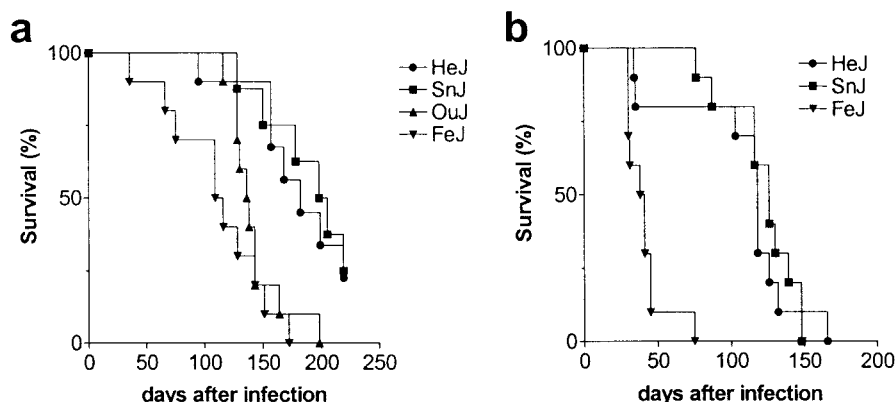 a
100
50
0
Survival (%)
HeJ
SnJ
OuJ
FeJ
0 50 100 150 200 250
days after infection
b
100
50
0
Survival (%)
HeJ
SnJ
FeJ
0 50 100 150 200
days after infection